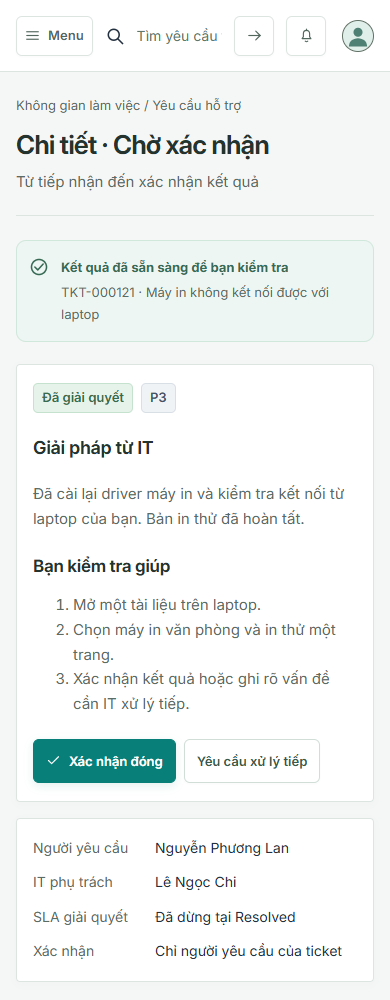 Menu Tìm yêu cầu
Không gian làm việc / Yêu cầu hỗ trợ
Chi tiết · Chờ xác nhận
Từ tiếp nhận đến xác nhận kết quả
Kết quả đã sẵn sàng để bạn kiểm tra
TKT-000121 · Máy in không kết nối được với
laptop
Đã giải quyết P3
Giải pháp từ IT
Đã cài lại driver máy in và kiểm tra kết nối từ
laptop của bạn. Bản in thử đã hoàn tất.
Bạn kiểm tra giúp
1. Mở một tài liệu trên laptop.
2. Chọn máy in văn phòng và in thử một
trang.
3. Xác nhận kết quả hoặc ghi rõ vấn đề
cần IT xử lý tiếp.
Xác nhận đóng Yêu cầu xử lý tiếp
Người yêu cầu Nguyễn Phương Lan
IT phụ trách Lê Ngọc Chi
SLA giải quyết Đã dừng tại Resolved
Xác nhận Chỉ người yêu cầu của ticket